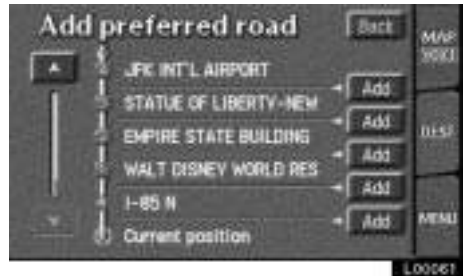 Add preferred road
Back
JFK INT'L AIRPORT
Add
STATUE OF LIBERTY-NEW
Add
EMPIRE STATE BUILDING
Add
WALT DISNEY WORLD RES
Add
I-85 N
Add
Current position
MAP
DEST
MENU
L00061